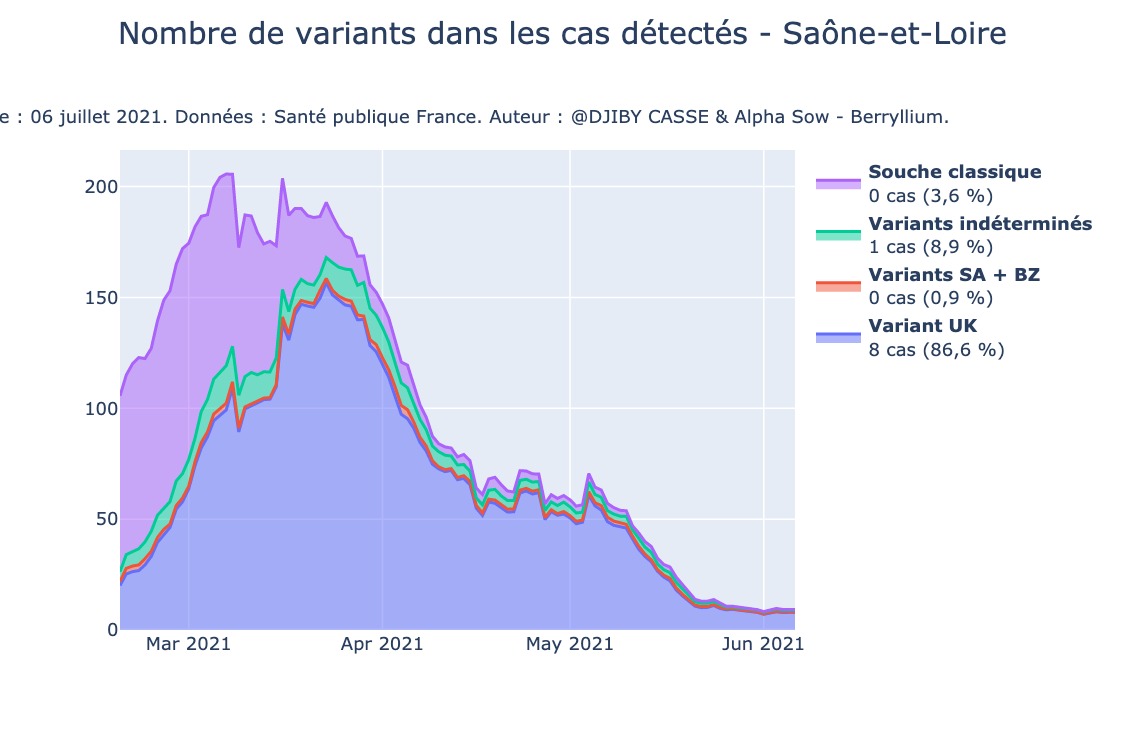 Nombre de variants dans les cas détectés - Saône-et-Loire
e : 06 juillet 2021. Données : Santé publique France. Auteur : @DJIBY CASSE & Alpha Sow - Berryllium.
Souche classique
0 cas (3,6 %)
Variants indéterminés
1 cas (8,9 %)
Variants SA + BZ
0 cas (0,9 %)
Variant UK
8 cas (86,6 %)
200
150
100
50
0
Mar 2021 Apr 2021 May 2021 Jun 2021